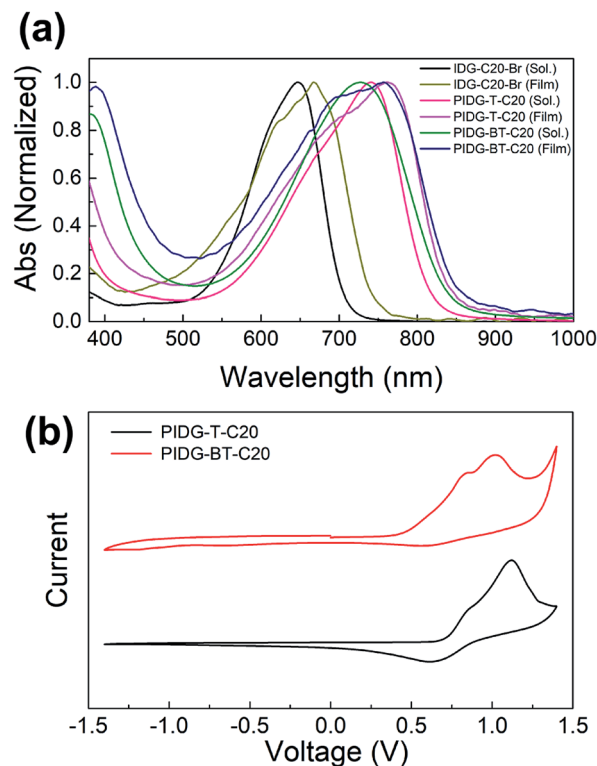 (a)
Abs (Normalized)
1.0
0.8
0.6
0.4
0.2
0.0
IDG-C20-Br (Sol.)
IDG-C20-Br (Film)
PIDG-T-C20 (Sol.)
PIDG-T-C20 (Film)
PIDG-BT-C20 (Sol.)
PIDG-BT-C20 (Film)
400 500 600 700 800 900 1000
Wavelength (nm)
(b)
PIDG-T-C20
PIDG-BT-C20
Current
-1.5 -1.0 -0.5 0.0 0.5 1.0 1.5
Voltage (V)